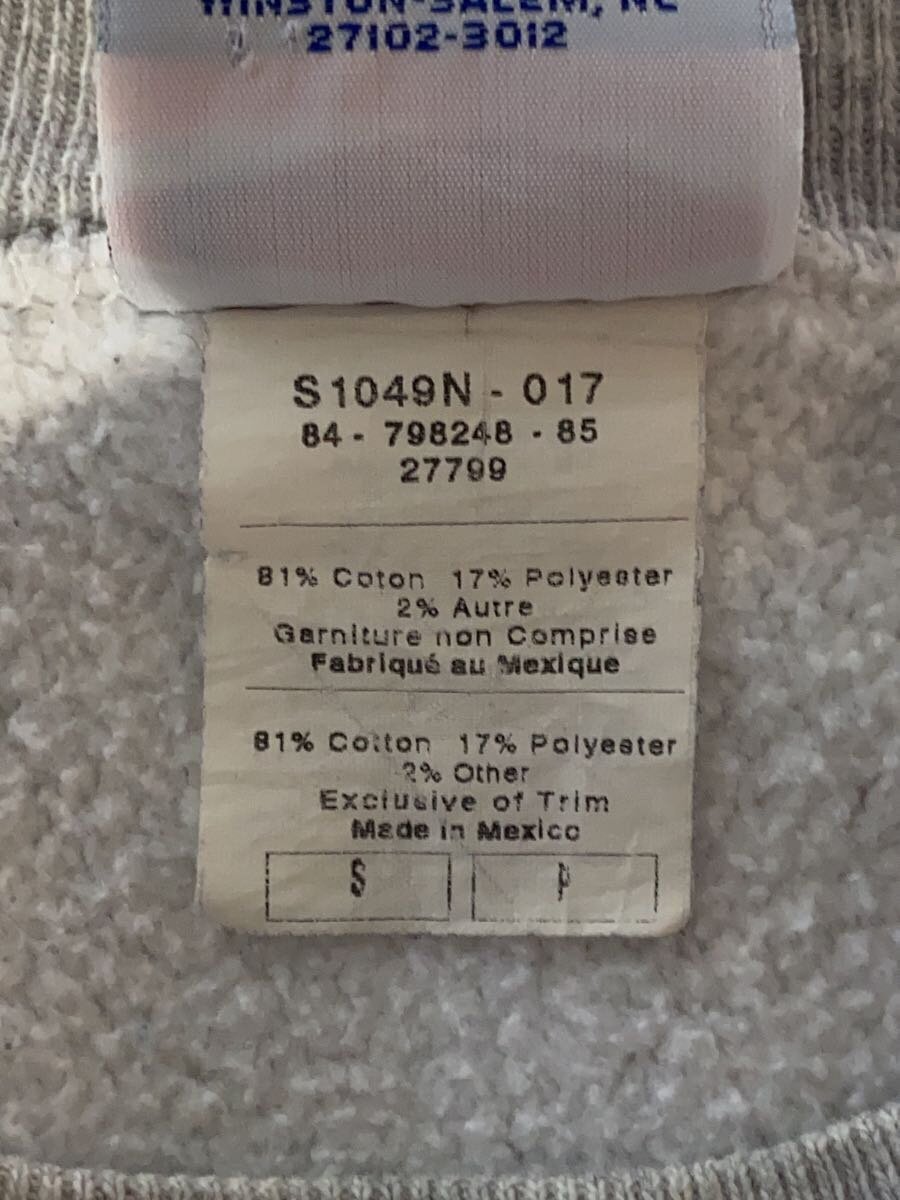 WINSTON-SALEM, NC
27102-3012
S1049N - 017
84 - 798248 - 85
27799
81% Coton 17% Polyester
2% Autre
Garniture non Comprise
Fabriqué au Mexique
81% Cotton 17% Polyester
2% Other
Exclusive of Trim
Made in Mexico
S P